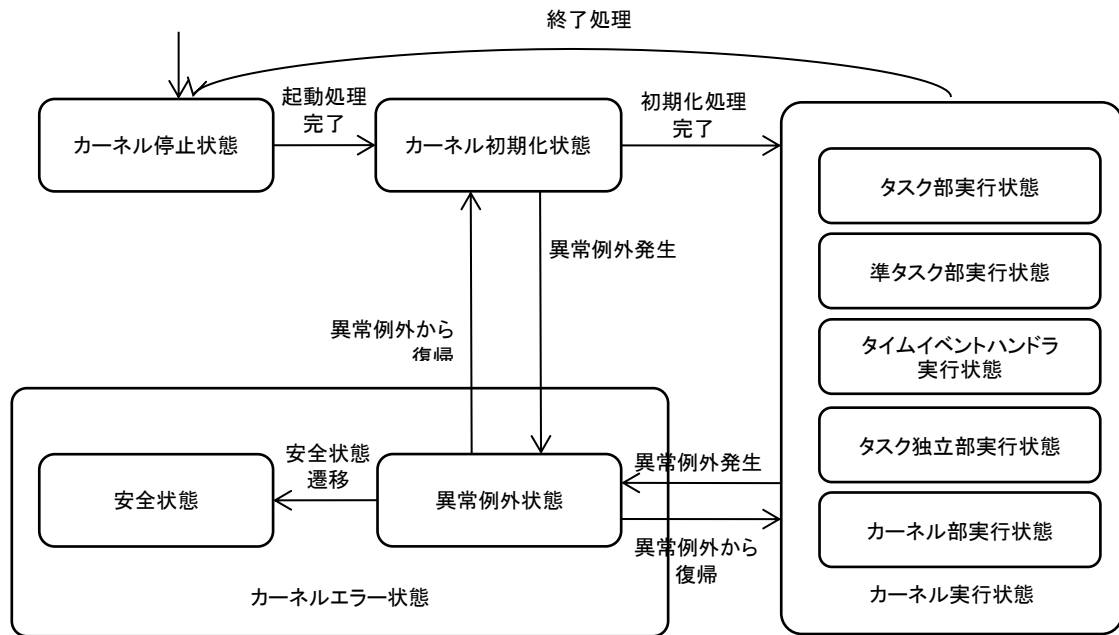 終了処理
起動処理
完了
初期化処理
完了
カーネル停止状態
カーネル初期化状態
タスク部実行状態
異常例外発生
準タスク部実行状態
異常例外から
復帰
タイムイベントハンドラ
実行状態
安全状態
遷移
異常例外発生
タスク独立部実行状態
安全状態
異常例外状態
カーネル部実行状態
異常例外から
復帰
カーネルエラー状態
カーネル実行状態